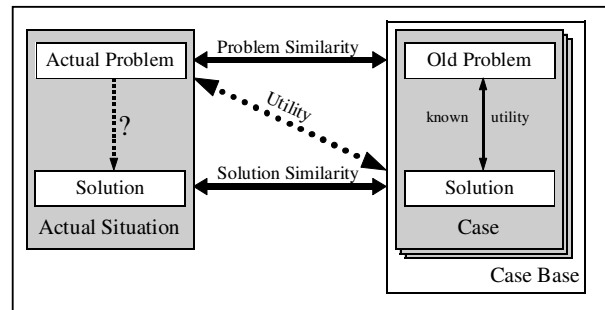 Problem Similarity
Actual Problem
Old Problem
Utility
?
known utility
Solution Similarity
Solution
Solution
Actual Situation
Case
Case Base